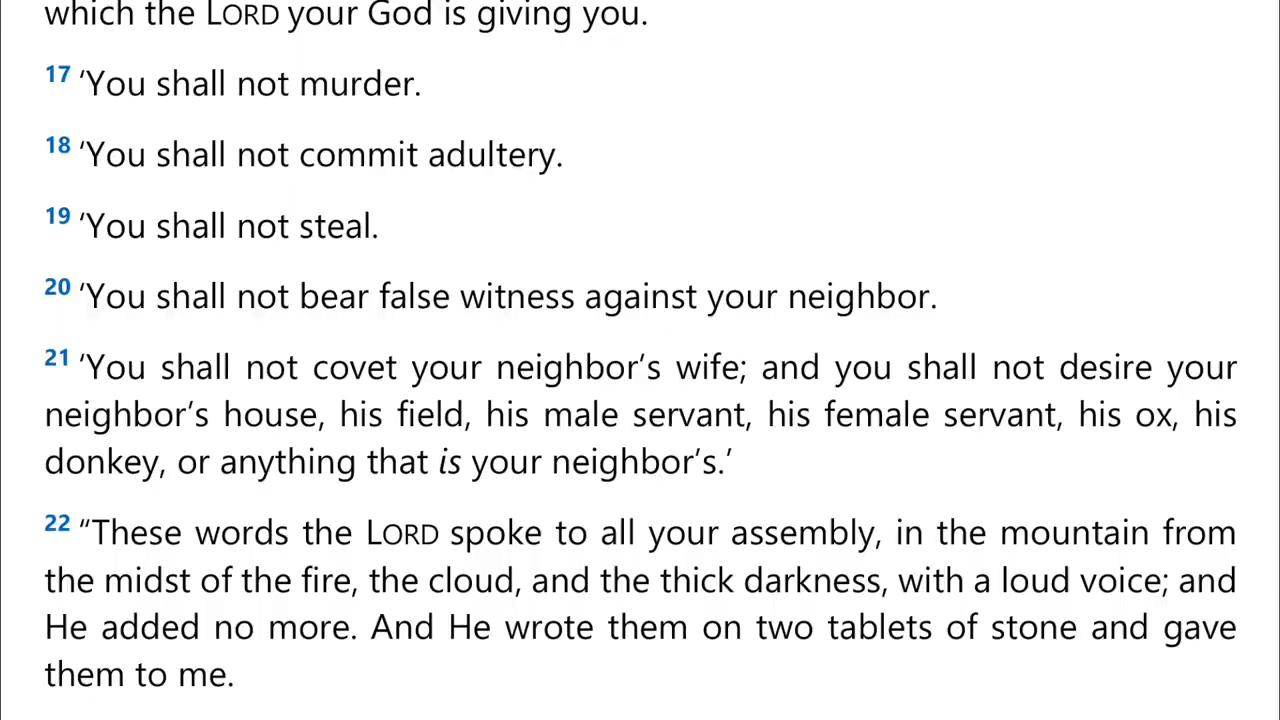 which the LORD your God is giving you.
17 ‘You shall not murder.
18 ‘You shall not commit adultery.
19 ‘You shall not steal.
20 ‘You shall not bear false witness against your neighbor.
21 ‘You shall not covet your neighbor’s wife; and you shall not desire your
neighbor’s house, his field, his male servant, his female servant, his ox, his
donkey, or anything that is your neighbor’s.’
22 “These words the LORD spoke to all your assembly, in the mountain from
the midst of the fire, the cloud, and the thick darkness, with a loud voice; and
He added no more. And He wrote them on two tablets of stone and gave
them to me.